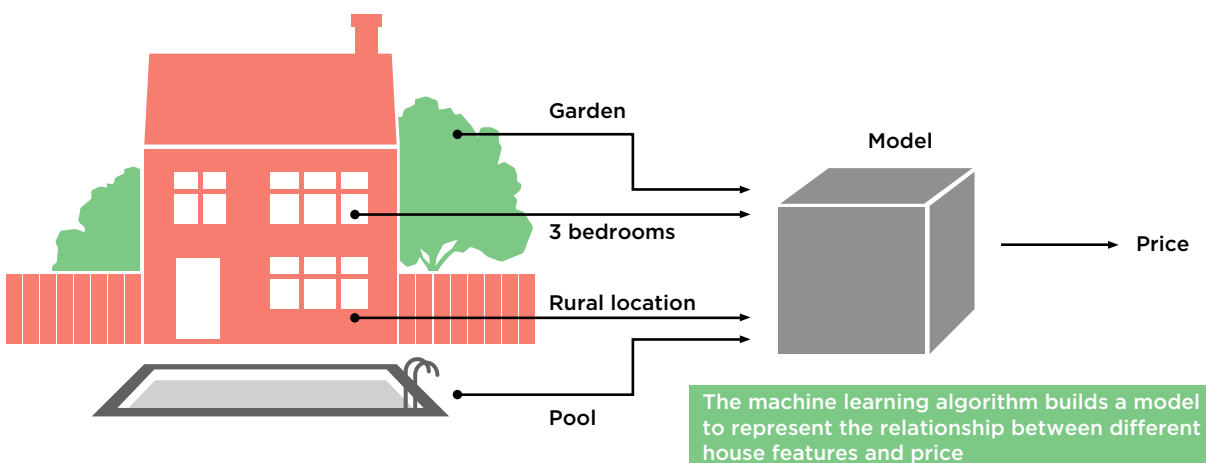 Garden
Model
3 bedrooms
Price
Rural location
Pool
The machine learning algorithm builds a model
to represent the relationship between different
house features and price